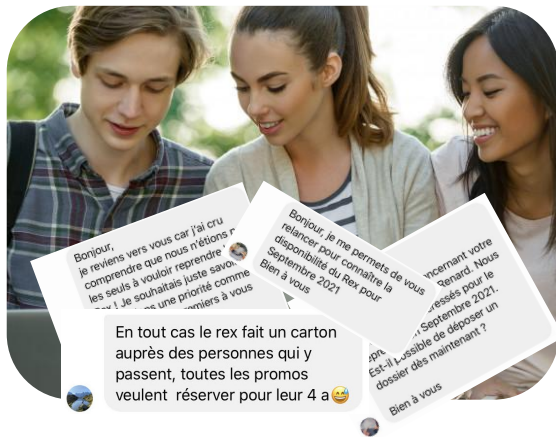 Bonjour,
je reviens vers vous car j'ai cru
comprendre que nous n'étions
les seuls à vouloir reprendre
! Je souhaitais juste
une priorité comme
à vous
Bonjour, je me permets de vous
relancer pour connaître la
disponibilité du Rex pour
Septembre 2021
Bien à vous
votre
Renard. Nous
pour le
Septembre 2021.
Est-il possible de déposer un
dossier dès maintenant ?
Bien à vous
En tout cas le rex fait un carton
auprès des personnes qui y
passent, toutes les promos
veulent réserver pour leur 4 a😅